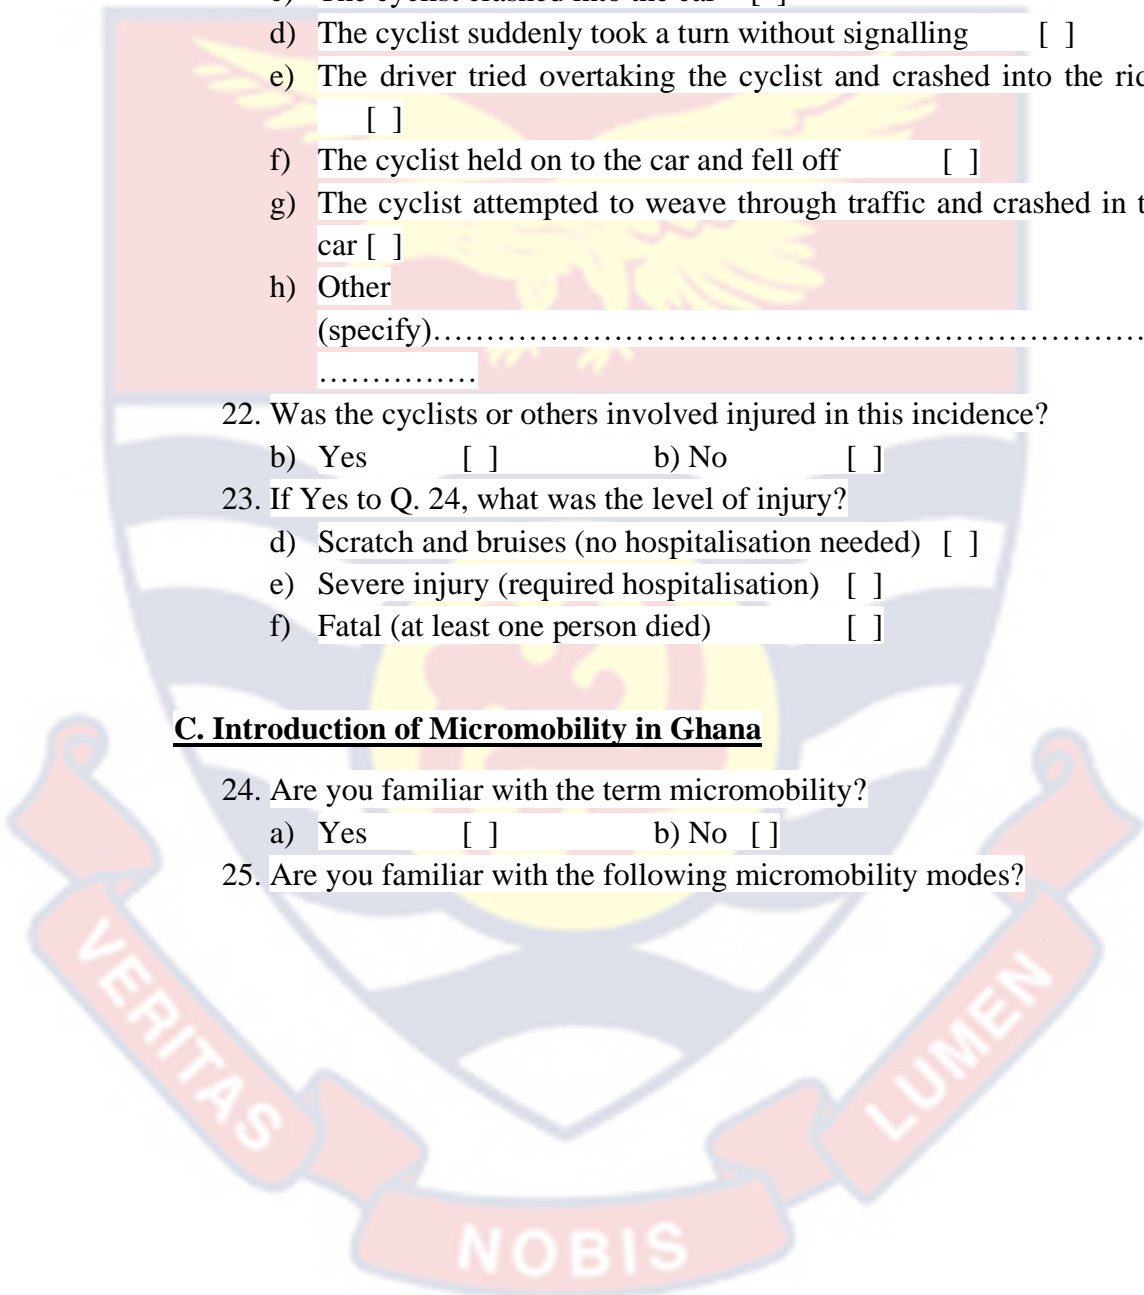 d) The cyclist suddenly took a turn without signalling [ ]
e) The driver tried overtaking the cyclist and crashed into the
[ ]
f) The cyclist held on to the car and fell off [ ]
g) The cyclist attempted to weave through traffic and crashed in
car [ ]
h) Other
(specify)……………………………………………………………………
……………
22. Was the cyclists or others involved injured in this incidence?
b) Yes [ ] b) No [ ]
23. If Yes to Q. 24, what was the level of injury?
d) Scratch and bruises (no hospitalisation needed) [ ]
e) Severe injury (required hospitalisation) [ ]
f) Fatal (at least one person died) [ ]
C. Introduction of Micromobility in Ghana
24. Are you familiar with the term micromobility?
a) Yes [ ] b) No [ ]
25. Are you familiar with the following micromobility modes?
VERITAS
NOBIS
LUMEN